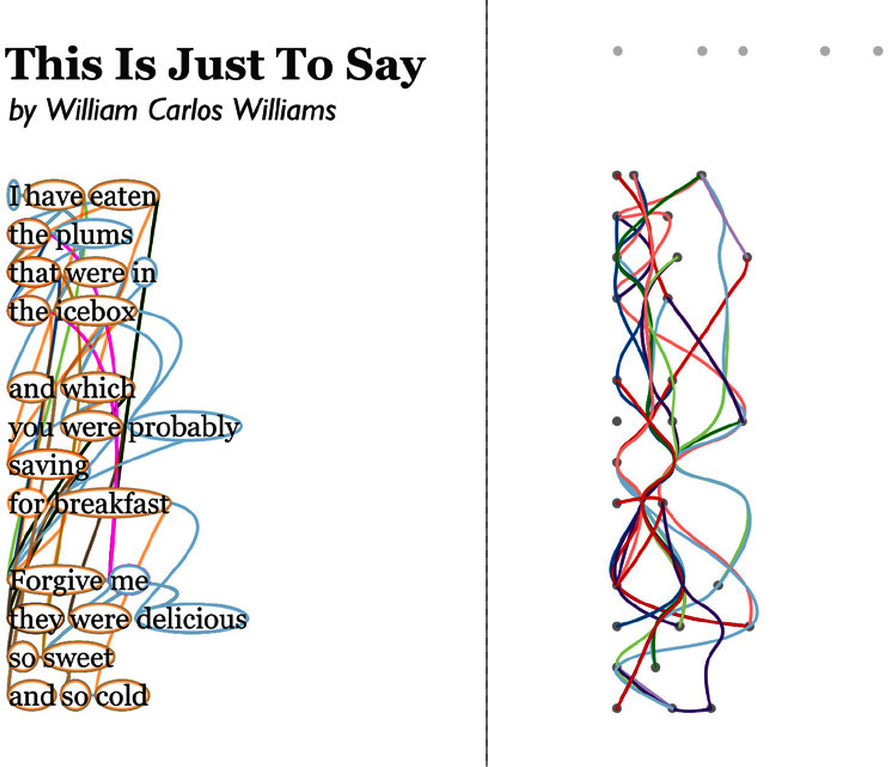 This Is Just To Say
by William Carlos Williams
I have eaten
the plums
that were in
the icebox
and which
you were probably
saving
for breakfast
Forgive me
they were delicious
so sweet
and so cold